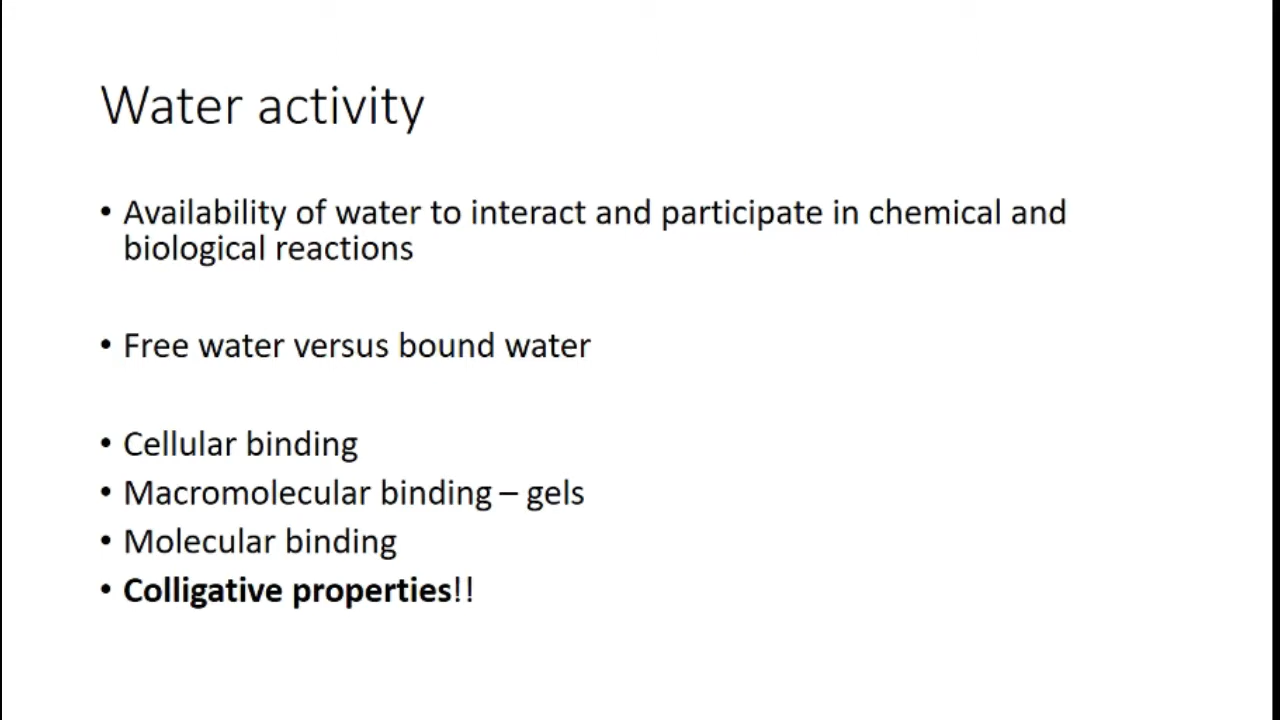 Water activity
• Availability of water to interact and participate in chemical and
biological reactions
• Free water versus bound water
• Cellular binding
• Macromolecular binding – gels
• Molecular binding
• Colligative properties!!